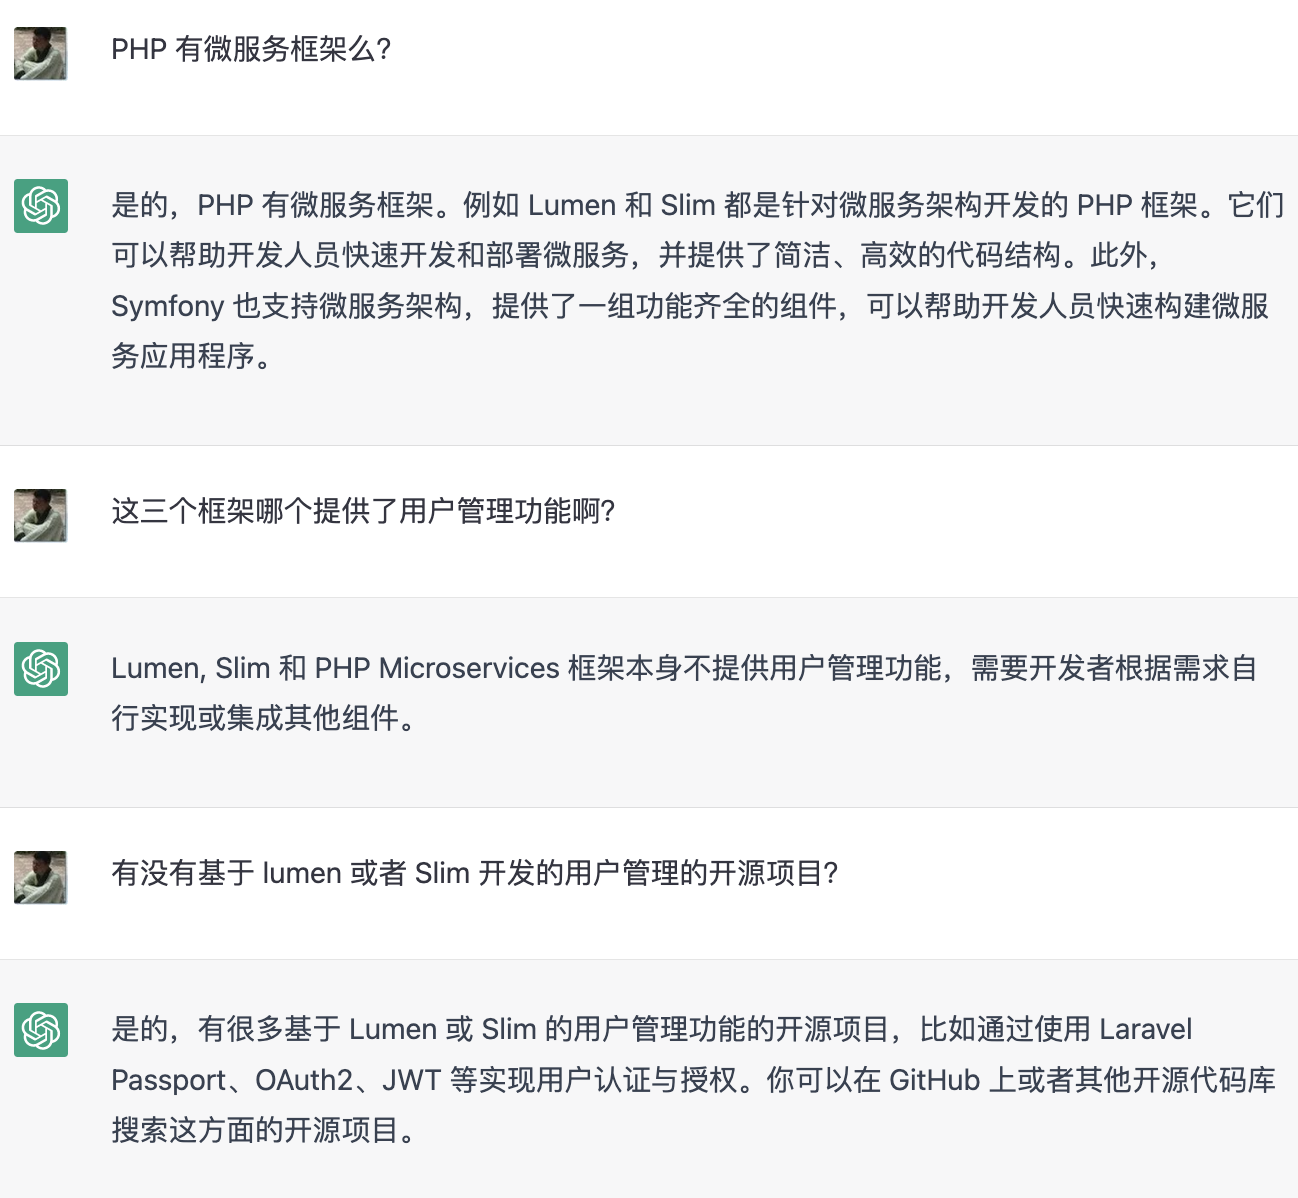 PHP 有微服务框架么?
是的，PHP 有微服务框架。例如 Lumen 和 Slim 都是针对微服务架构开发的 PHP 框架。它们
可以帮助开发人员快速开发和部署微服务，并提供了简洁、高效的代码结构。此外，
Symfony 也支持微服务架构，提供了一组功能齐全的组件，可以帮助开发人员快速构建微服
务应用程序。
这三个框架哪个提供了用户管理功能啊?
Lumen, Slim 和 PHP Microservices 框架本身不提供用户管理功能，需要开发者根据需求自
行实现或集成其他组件。
有没有基于 lumen 或者 Slim 开发的用户管理的开源项目?
是的，有很多基于 Lumen 或 Slim 的用户管理功能的开源项目，比如通过使用 Laravel
Passport、OAuth2、JWT 等实现用户认证与授权。你可以在 GitHub 上或者其他开源代码库
搜索这方面的开源项目。